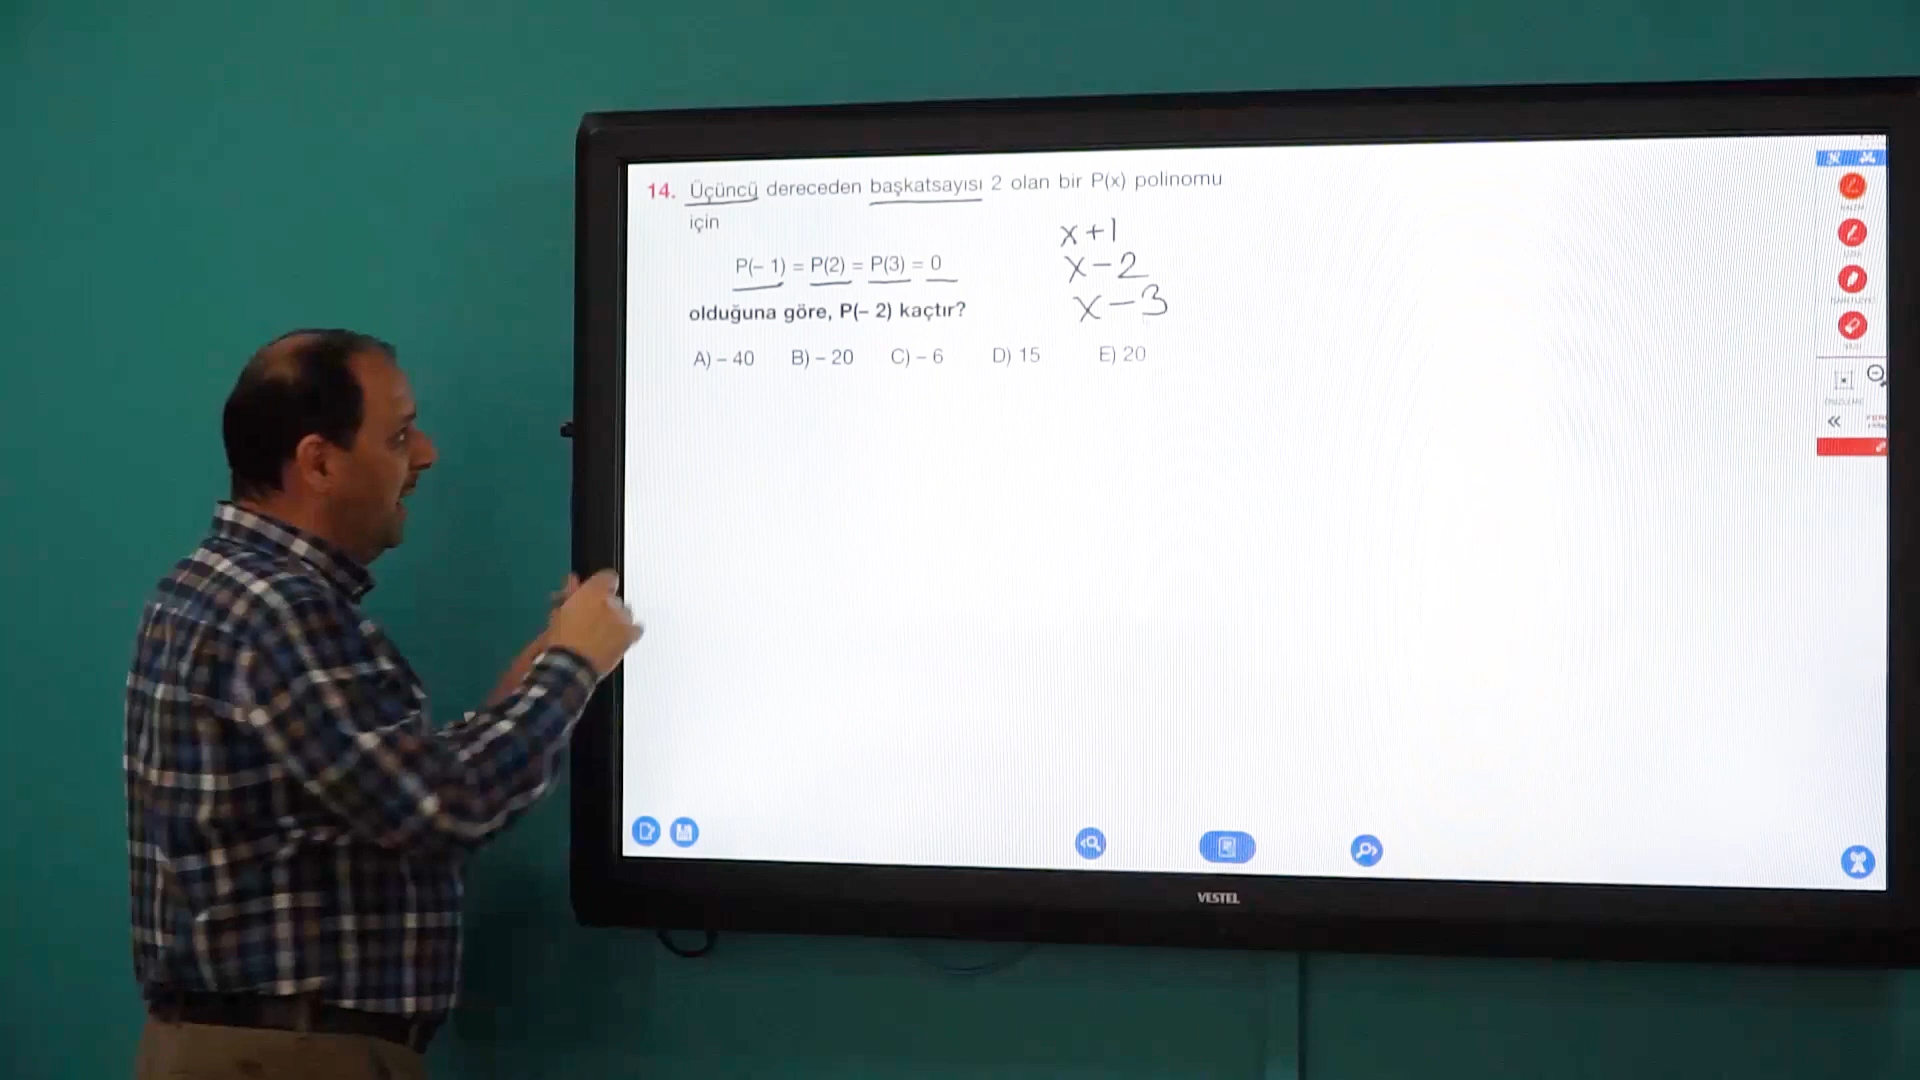 14. Üçüncü dereceden başkatsayısı 2 olan bir P(x) polinomu
için
P(– 1) = P(2) = P(3) = 0
olduğuna göre, P(– 2) kaçtır?
A) – 40 B) – 20 C) – 6 D) 15 E) 20
x+1
x-2
x-3
VESTEL